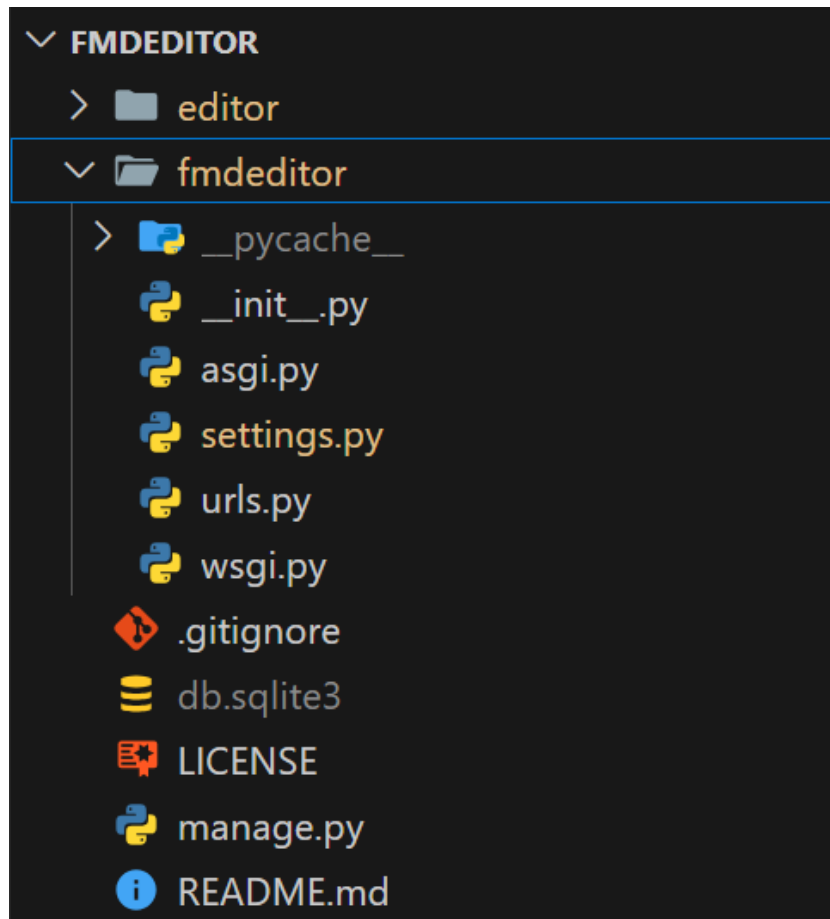 FMDEDITOR
editor
fmdeditor
__pycache__
__init__.py
asgi.py
settings.py
urls.py
wsgi.py
.gitignore
db.sqlite3
LICENSE
manage.py
README.md